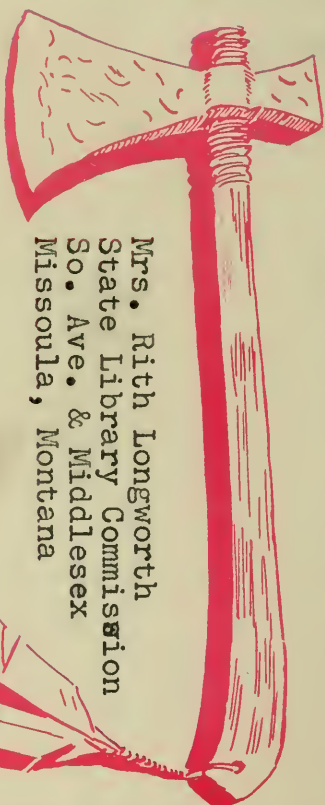 Mrs. Rith Longworth
State Library Commission
So. Ave. & Middlesex
Missoula, Montana